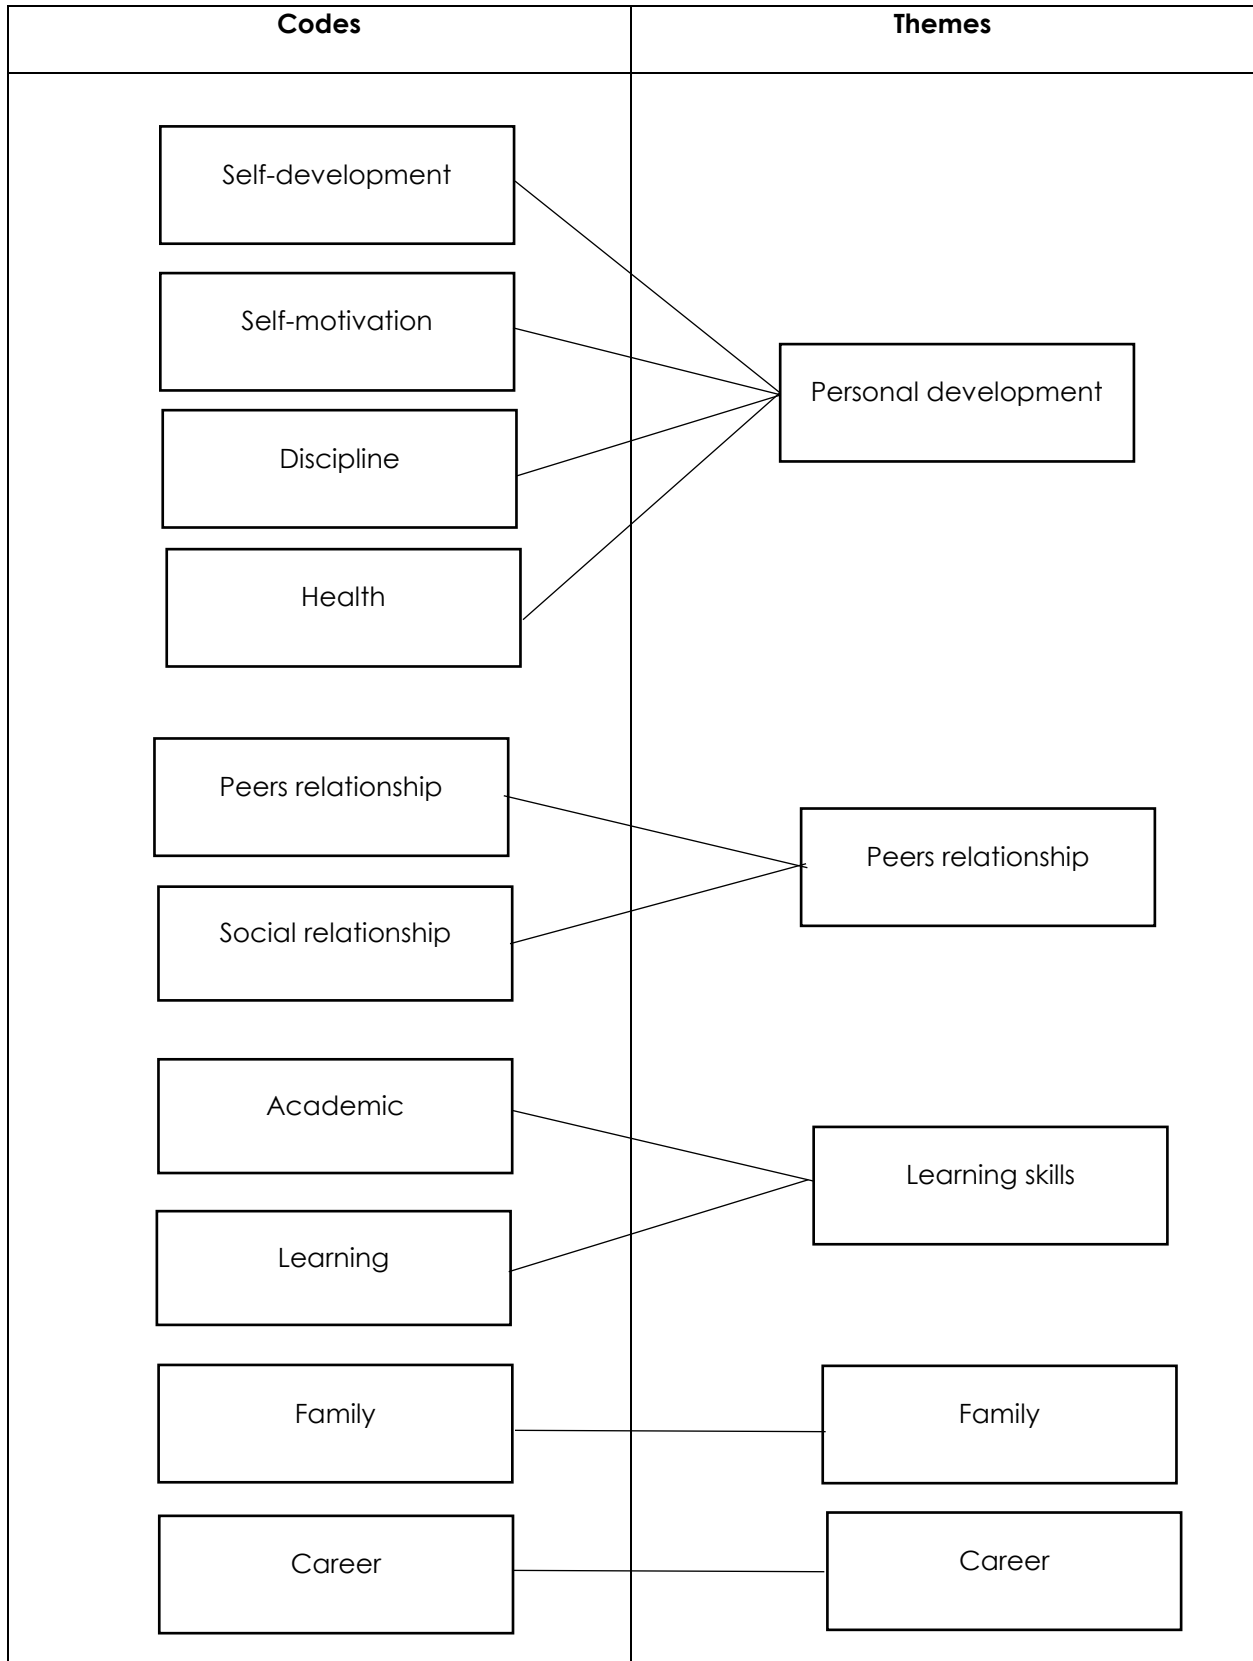 Codes
Themes
Self-development
Self-motivation
Personal development
Discipline
Health
Peers relationship
Peers relationship
Social relationship
Academic
Learning skills
Learning
Family
Family
Career
Career